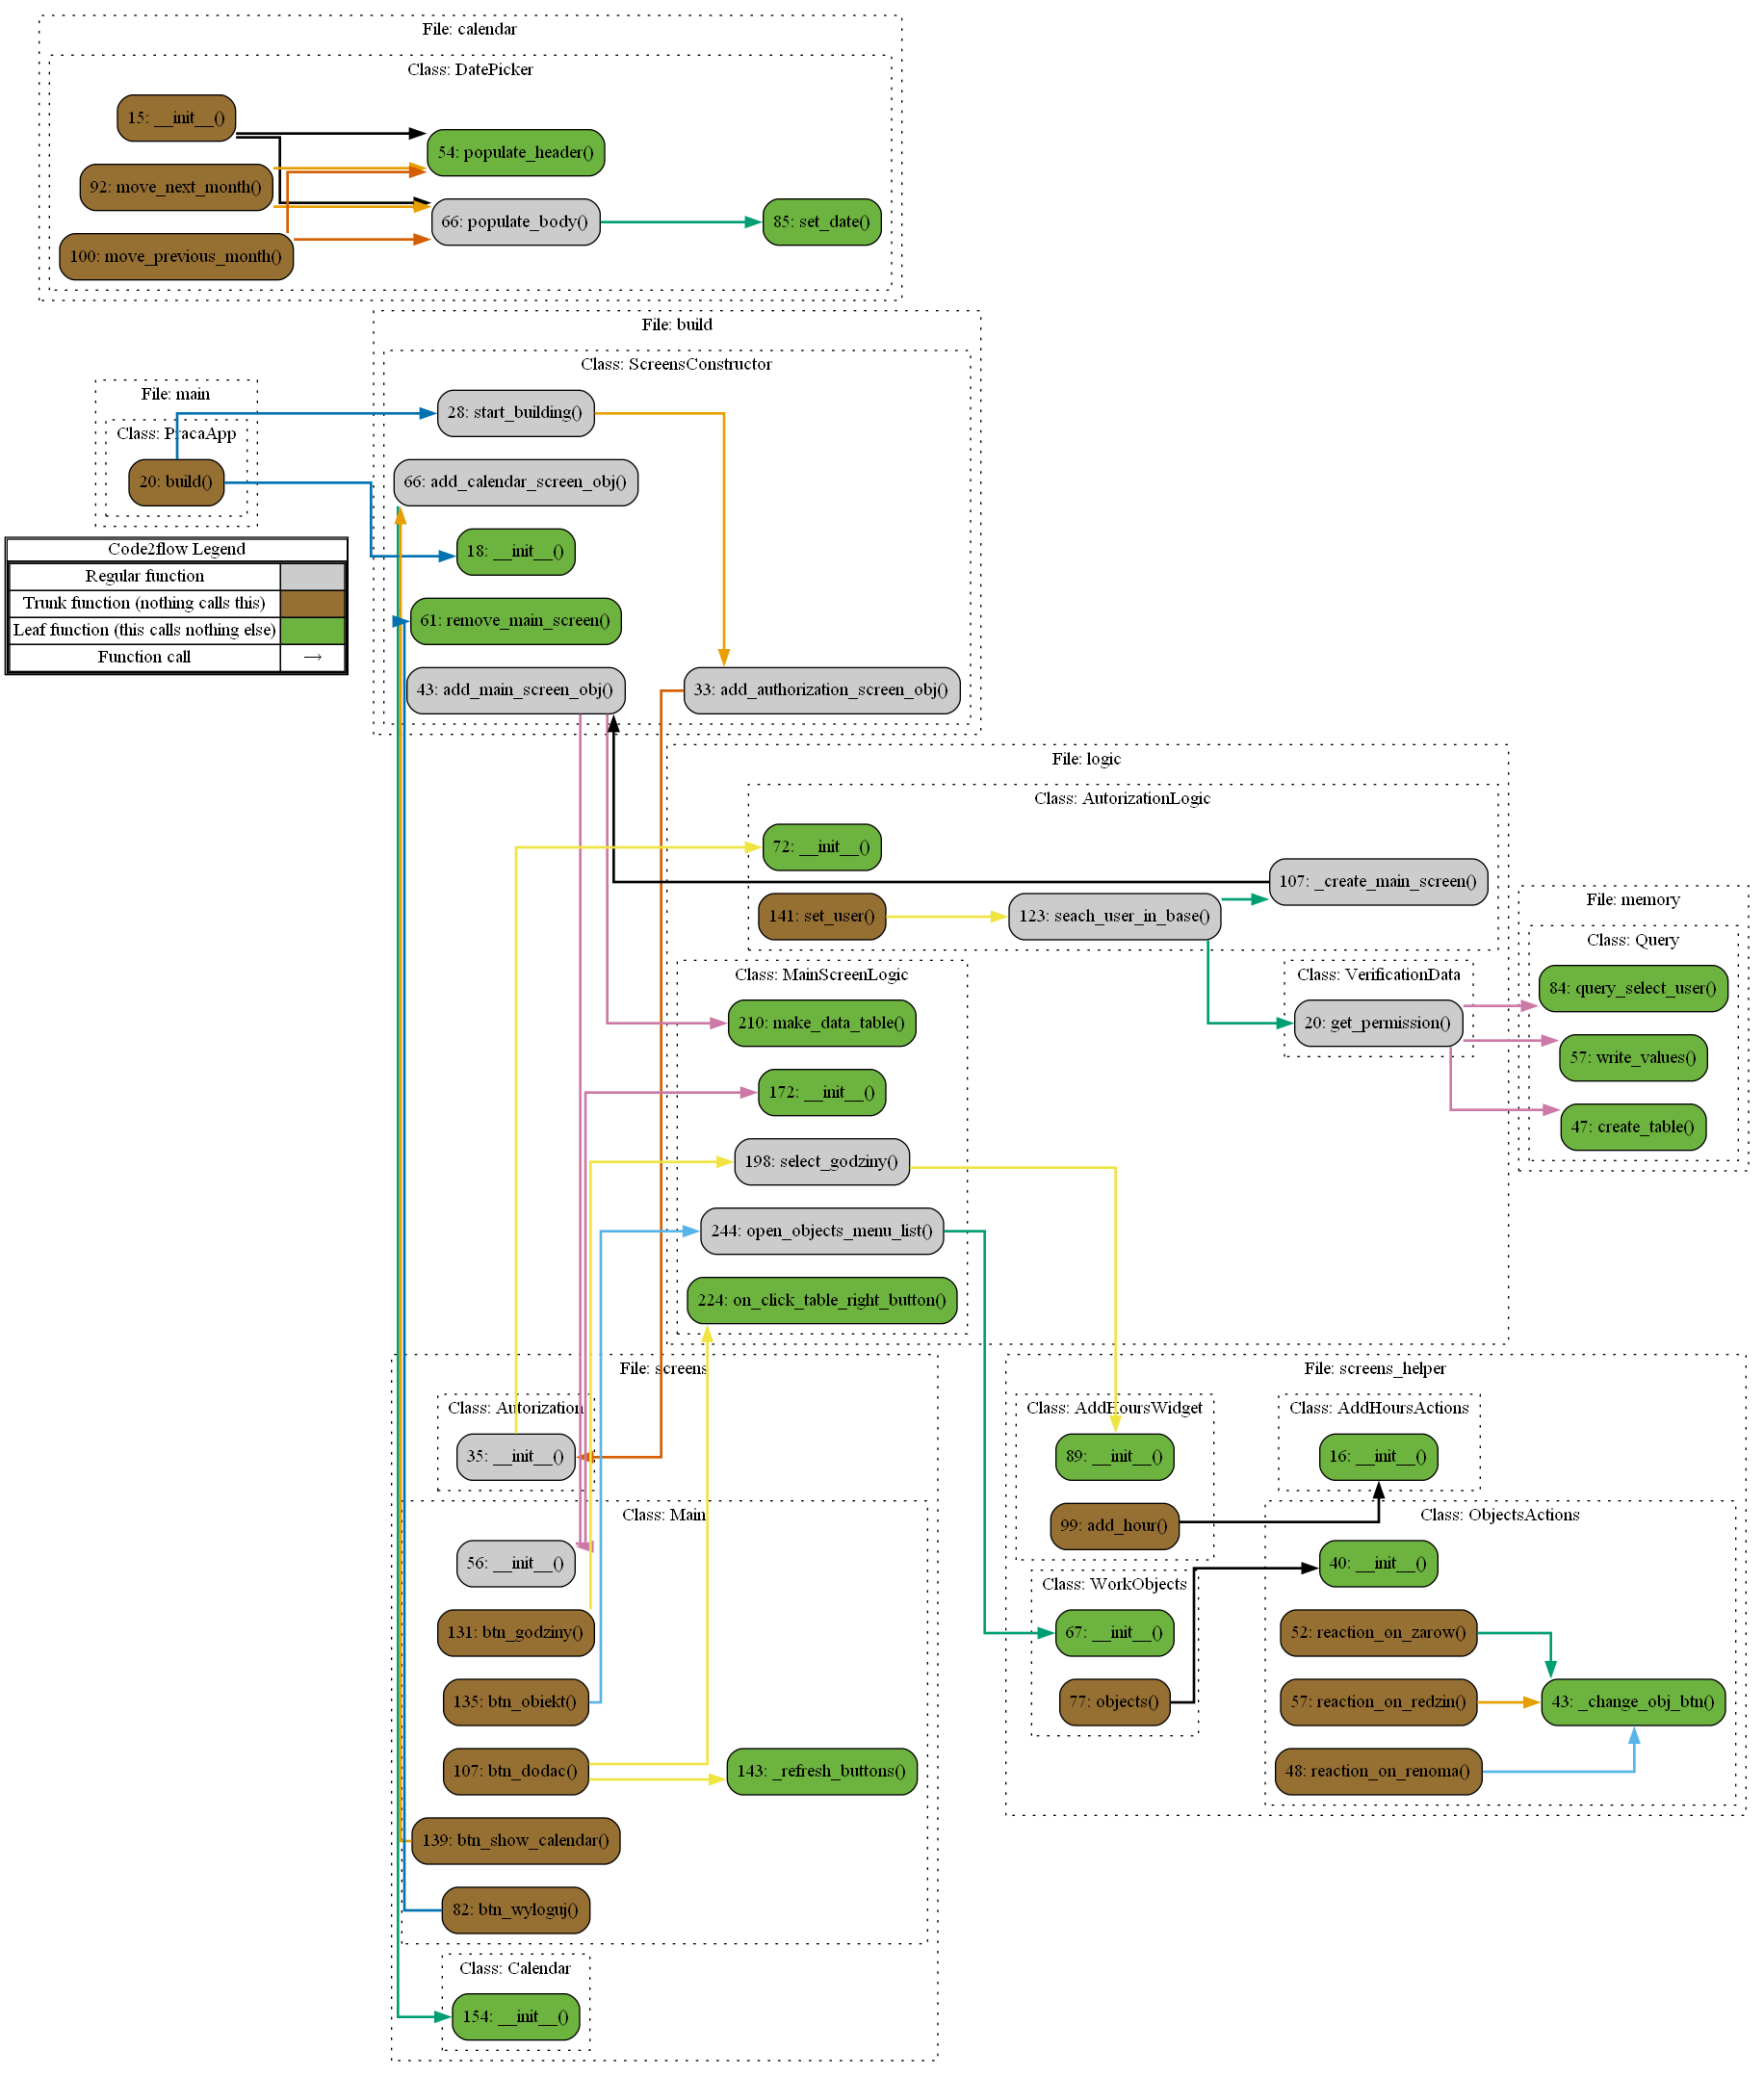 File: calendar
Class: DatePicker
15: __init__()
54: populate_header()
92: move_next_month()
66: populate_body()
85: set_date()
100: move_previous_month()
File: build
Class: ScreensConstructor
28: start_building()
File: main
Class: PracaApp
20: build()
66: add_calendar_screen_obj()
18: __init__()
61: remove_main_screen()
43: add_main_screen_obj()
33: add_authorization_screen_obj()
Code2flow Legend
Regular function
Trunk function (nothing calls this)
Leaf function (this calls nothing else)
Function call →
File: logic
Class: AutorizationLogic
72: __init__()
107: _create_main_screen()
141: set_user()
123: seach_user_in_base()
Class: MainScreenLogic
210: make_data_table()
172: __init__()
198: select_godziny()
244: open_objects_menu_list()
224: on_click_table_right_button()
Class: VerificationData
20: get_permission()
File: memory
Class: Query
84: query_select_user()
57: write_values()
47: create_table()
File: screens
Class: Autorization
35: __init__()
Class: Main
56: __init__()
131: btn_godziny()
135: btn_obiekt()
107: btn_dodac()
143: _refresh_buttons()
139: btn_show_calendar()
82: btn_wyloguj()
Class: Calendar
154: __init__()
File: screens_helper
Class: AddHoursWidget
89: __init__()
99: add_hour()
Class: AddHoursActions
16: __init__()
Class: WorkObjects
67: __init__()
77: objects()
Class: ObjectsActions
40: __init__()
52: reaction_on_zarow()
57: reaction_on_redzin()
43: _change_obj_btn()
48: reaction_on_renoma()